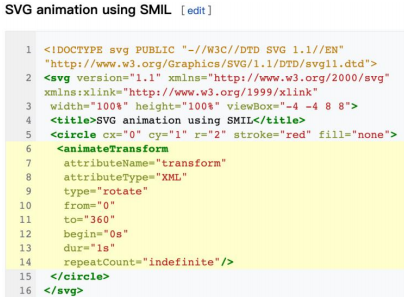 SVG animation using SMIL [edit]
1 <!DOCTYPE svg PUBLIC "-//W3C//DTD SVG 1.1//EN"
"http://www.w3.org/Graphics/SVG/1.1/DTD/svg11.dtd">
2 <svg version="1.1" xmlns="http://www.w3.org/2000/svg"
xmlns:xlink="http://www.w3.org/1999/xlink"
3 width="100%" height="100%" viewBox="-4 -4 8 8">
4 <title>SVG animation using SMIL</title>
5 <circle cx="0" cy="1" r="2" stroke="red" fill="none">
6 <animateTransform
7 attributeName="transform"
8 attributeType="XML"
9 type="rotate"
10 from="0"
11 to="360"
12 begin="0s"
13 dur="1s"
14 repeatCount="indefinite"/>
15 </circle>
16 </svg>